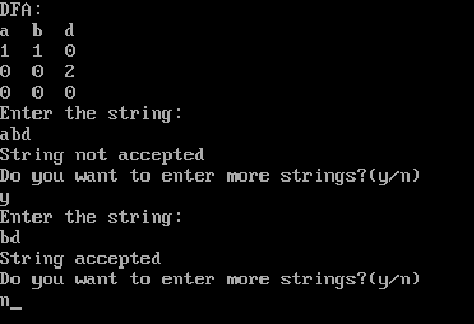 DFA:
a b d
1 1 0
0 0 2
0 0 0
Enter the string:
abd
String not accepted
Do you want to enter more strings?(y/n)
y
Enter the string:
bd
String accepted
Do you want to enter more strings?(y/n)
n_